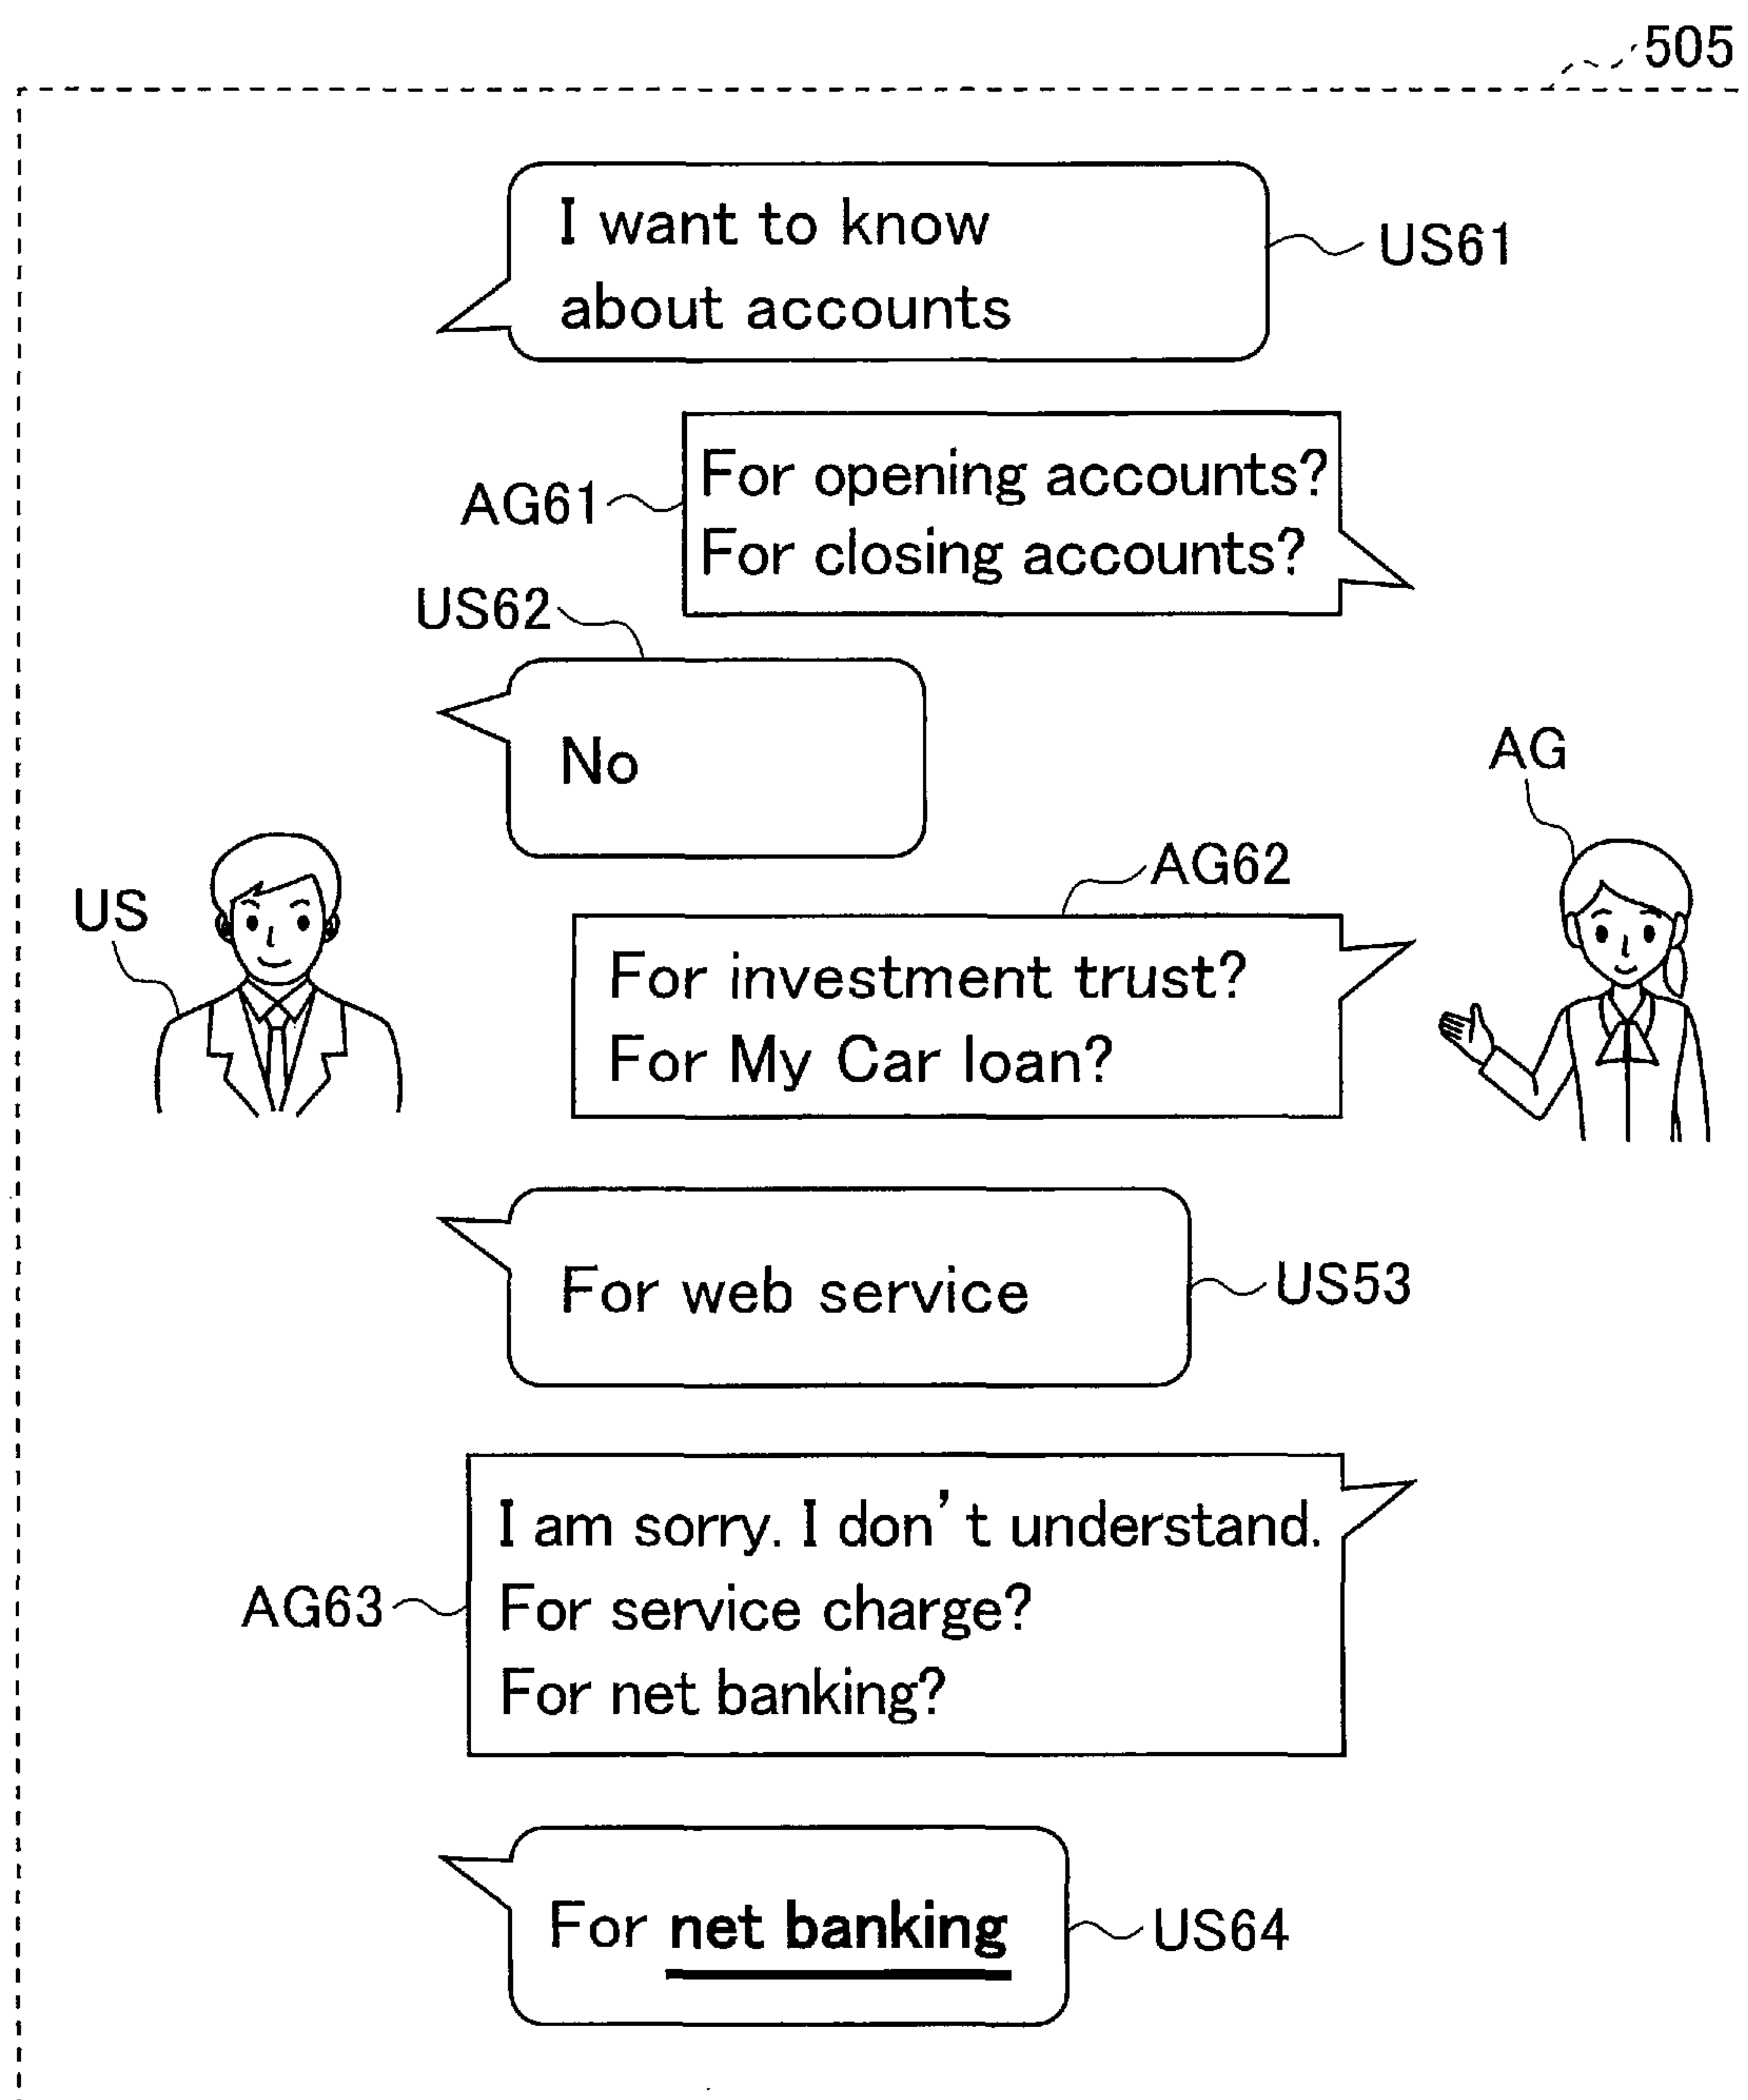 505
I want to know
about accounts
US61
For opening accounts?
For closing accounts?
AG61
US62
No
AG
US
AG62
For investment trust?
For My Car loan?
For web service
US53
I am sorry. I don't understand.
For service charge?
For net banking?
AG63
For net banking
US64